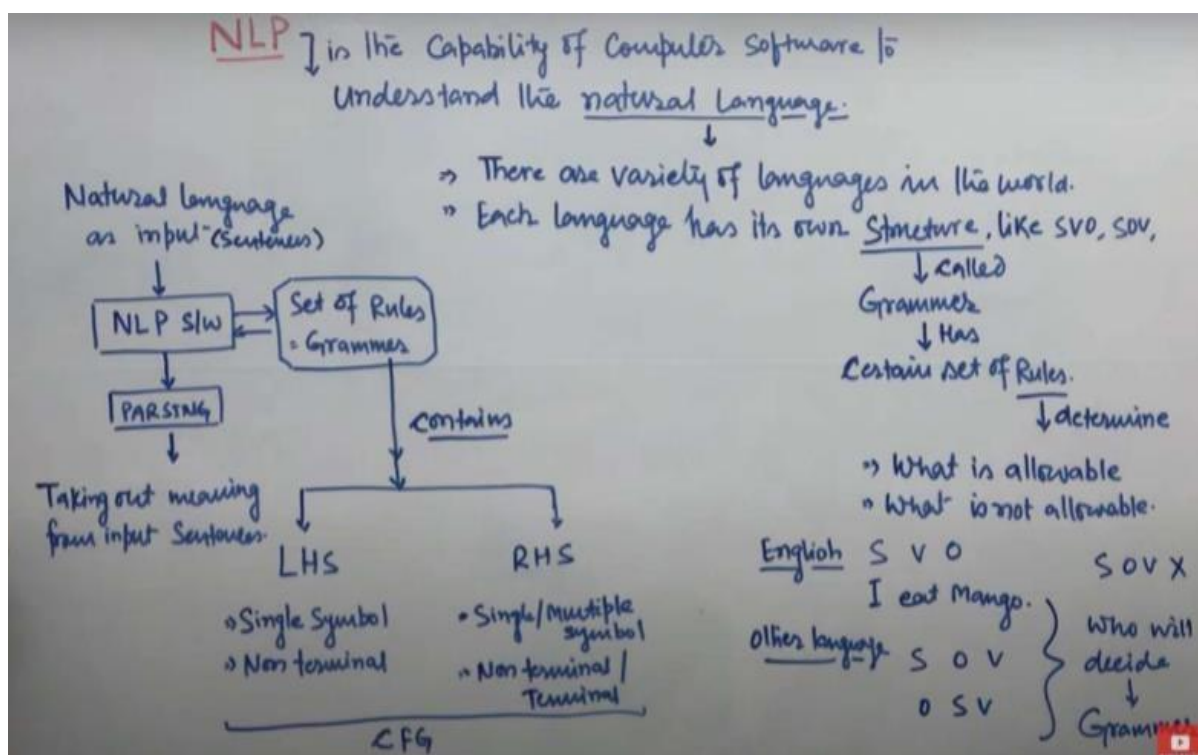 NLP is the Capability of Computer Software to
Understand the natural Language.
» There are variety of languages in the world.
» Each language has its own Structure, like SVO, SOV,
called
Grammer
Has
Certain set of Rules.
determine
» What is allowable
» What is not allowable.
English S V O
S O V X
I eat Mango.
Other language S O V
O S V
Who will
decide
Grammer
Natural language
as input (Sentences)
NLP S/W
Set of Rules
= Grammer
PARSING
Taking out meaning
from input Sentences.
contains
LHS
» Single Symbol
» Non terminal
RHS
• Single/Multiple
symbol
• Non terminal /
Terminal
CFG